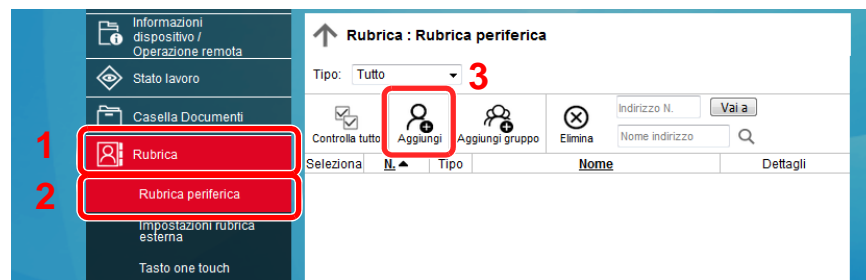 Informazioni
dispositivo /
Operazione remota
Stato lavoro
Casella Documenti
1
Rubrica
2
Rubrica periferica
Impostazioni rubrica
esterna
Tasto one touch
Rubrica : Rubrica periferica
Tipo: Tutto
3
Controlla tutto Aggiungi Aggiungi gruppo Elimina
Indirizzo N. Vai a
Nome indirizzo
Seleziona N. Tipo Nome Dettagli